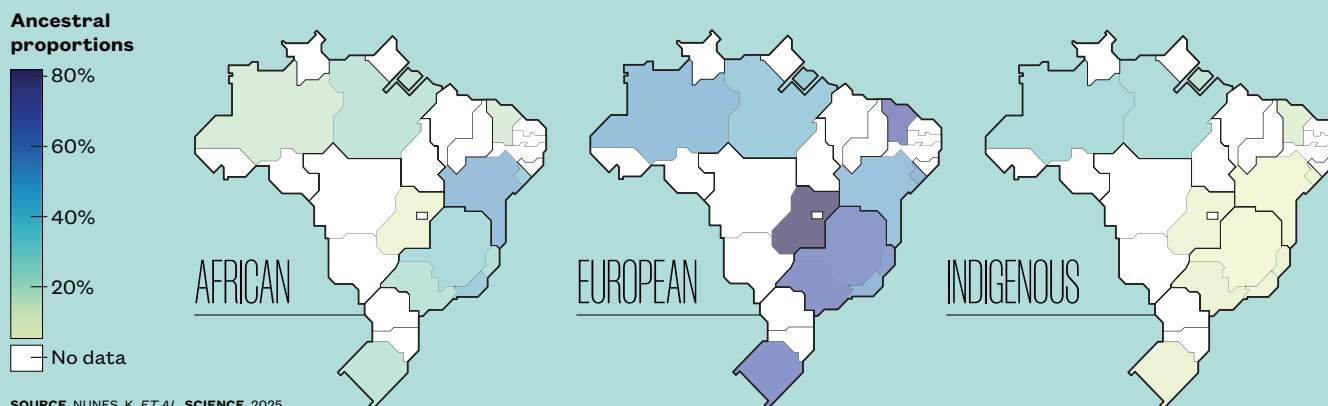 Ancestral
proportions
80%
60%
40%
20%
No data
AFRICAN
EUROPEAN
INDIGENOUS
SOURCE NUNES, K. ET AL. SCIENCE, 2025